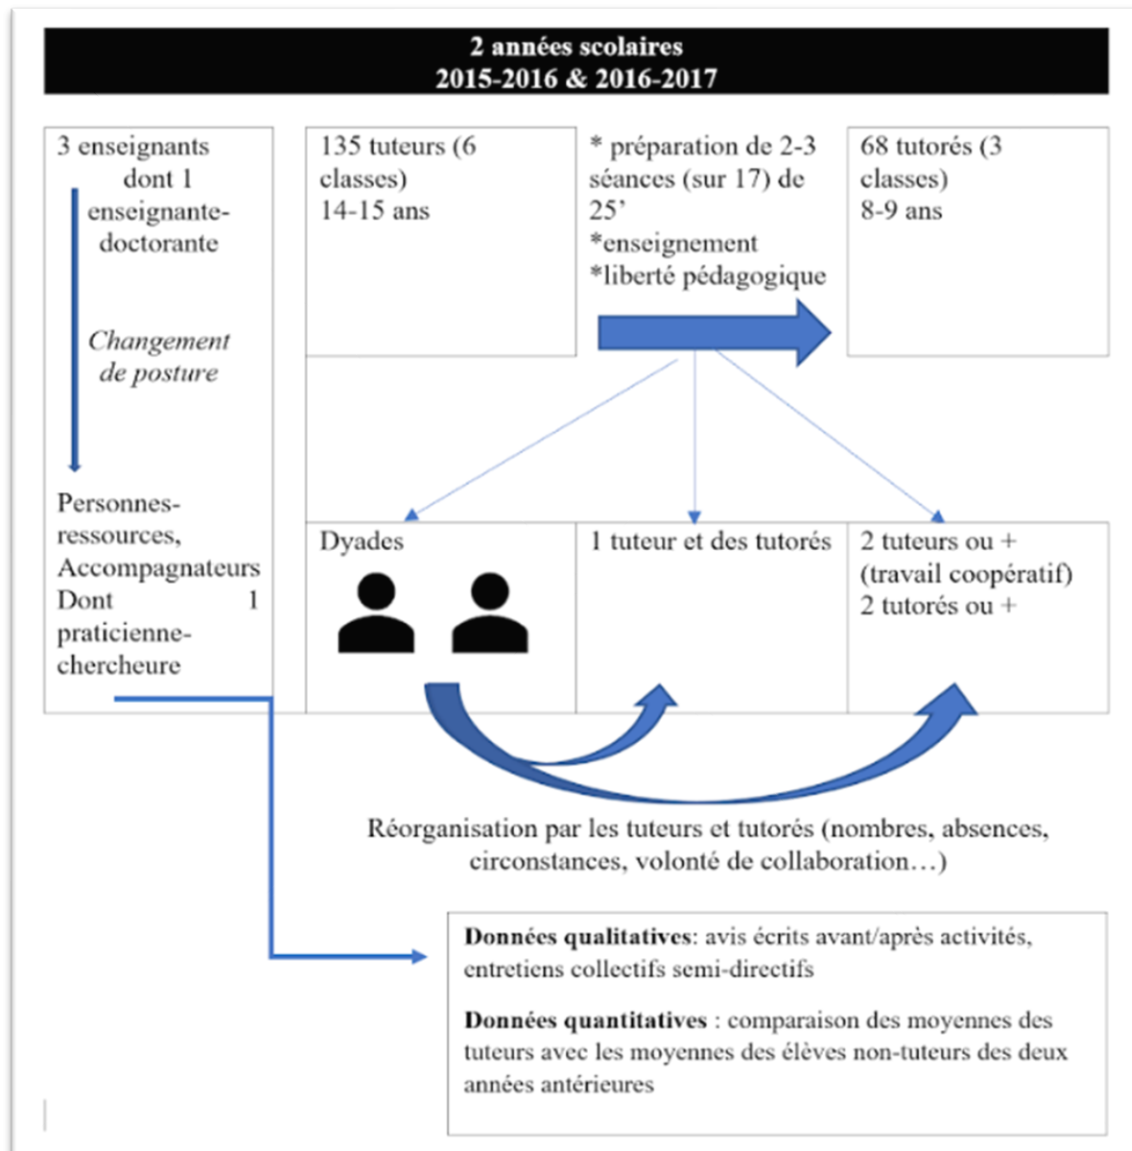 2 années scolaires
2015-2016 & 2016-2017
3 enseignants
dont 1
enseignante-
doctorante
Changement
de posture
Personnes-
ressources,
Accompagnateurs
Dont 1
praticienne-
chercheure
135 tuteurs (6
classes)
14-15 ans
* préparation de 2-3
séances (sur 17) de
25’
*enseignement
*liberté pédagogique
68 tutorés (3
classes)
8-9 ans
Dyades
1 tuteur et des tutorés
2 tuteurs ou +
(travail coopératif)
2 tutorés ou +
Réorganisation par les tuteurs et tutorés (nombres, absences,
circonstances, volonté de collaboration…)
Données qualitatives: avis écrits avant/après activités,
entretiens collectifs semi-directifs
Données quantitatives : comparaison des moyennes des
tuteurs avec les moyennes des élèves non-tuteurs des deux
années antérieures